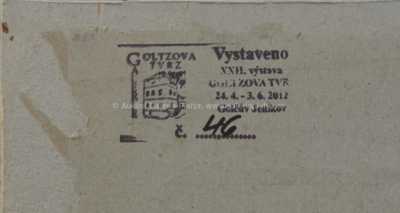 GOLTZOVA
TVRZ
Vystaveno
XXII. výstava
GOLTZOVA TVRZ
24. 4. - 3. 6. 2012
Golčův Jeníkov
č. 46